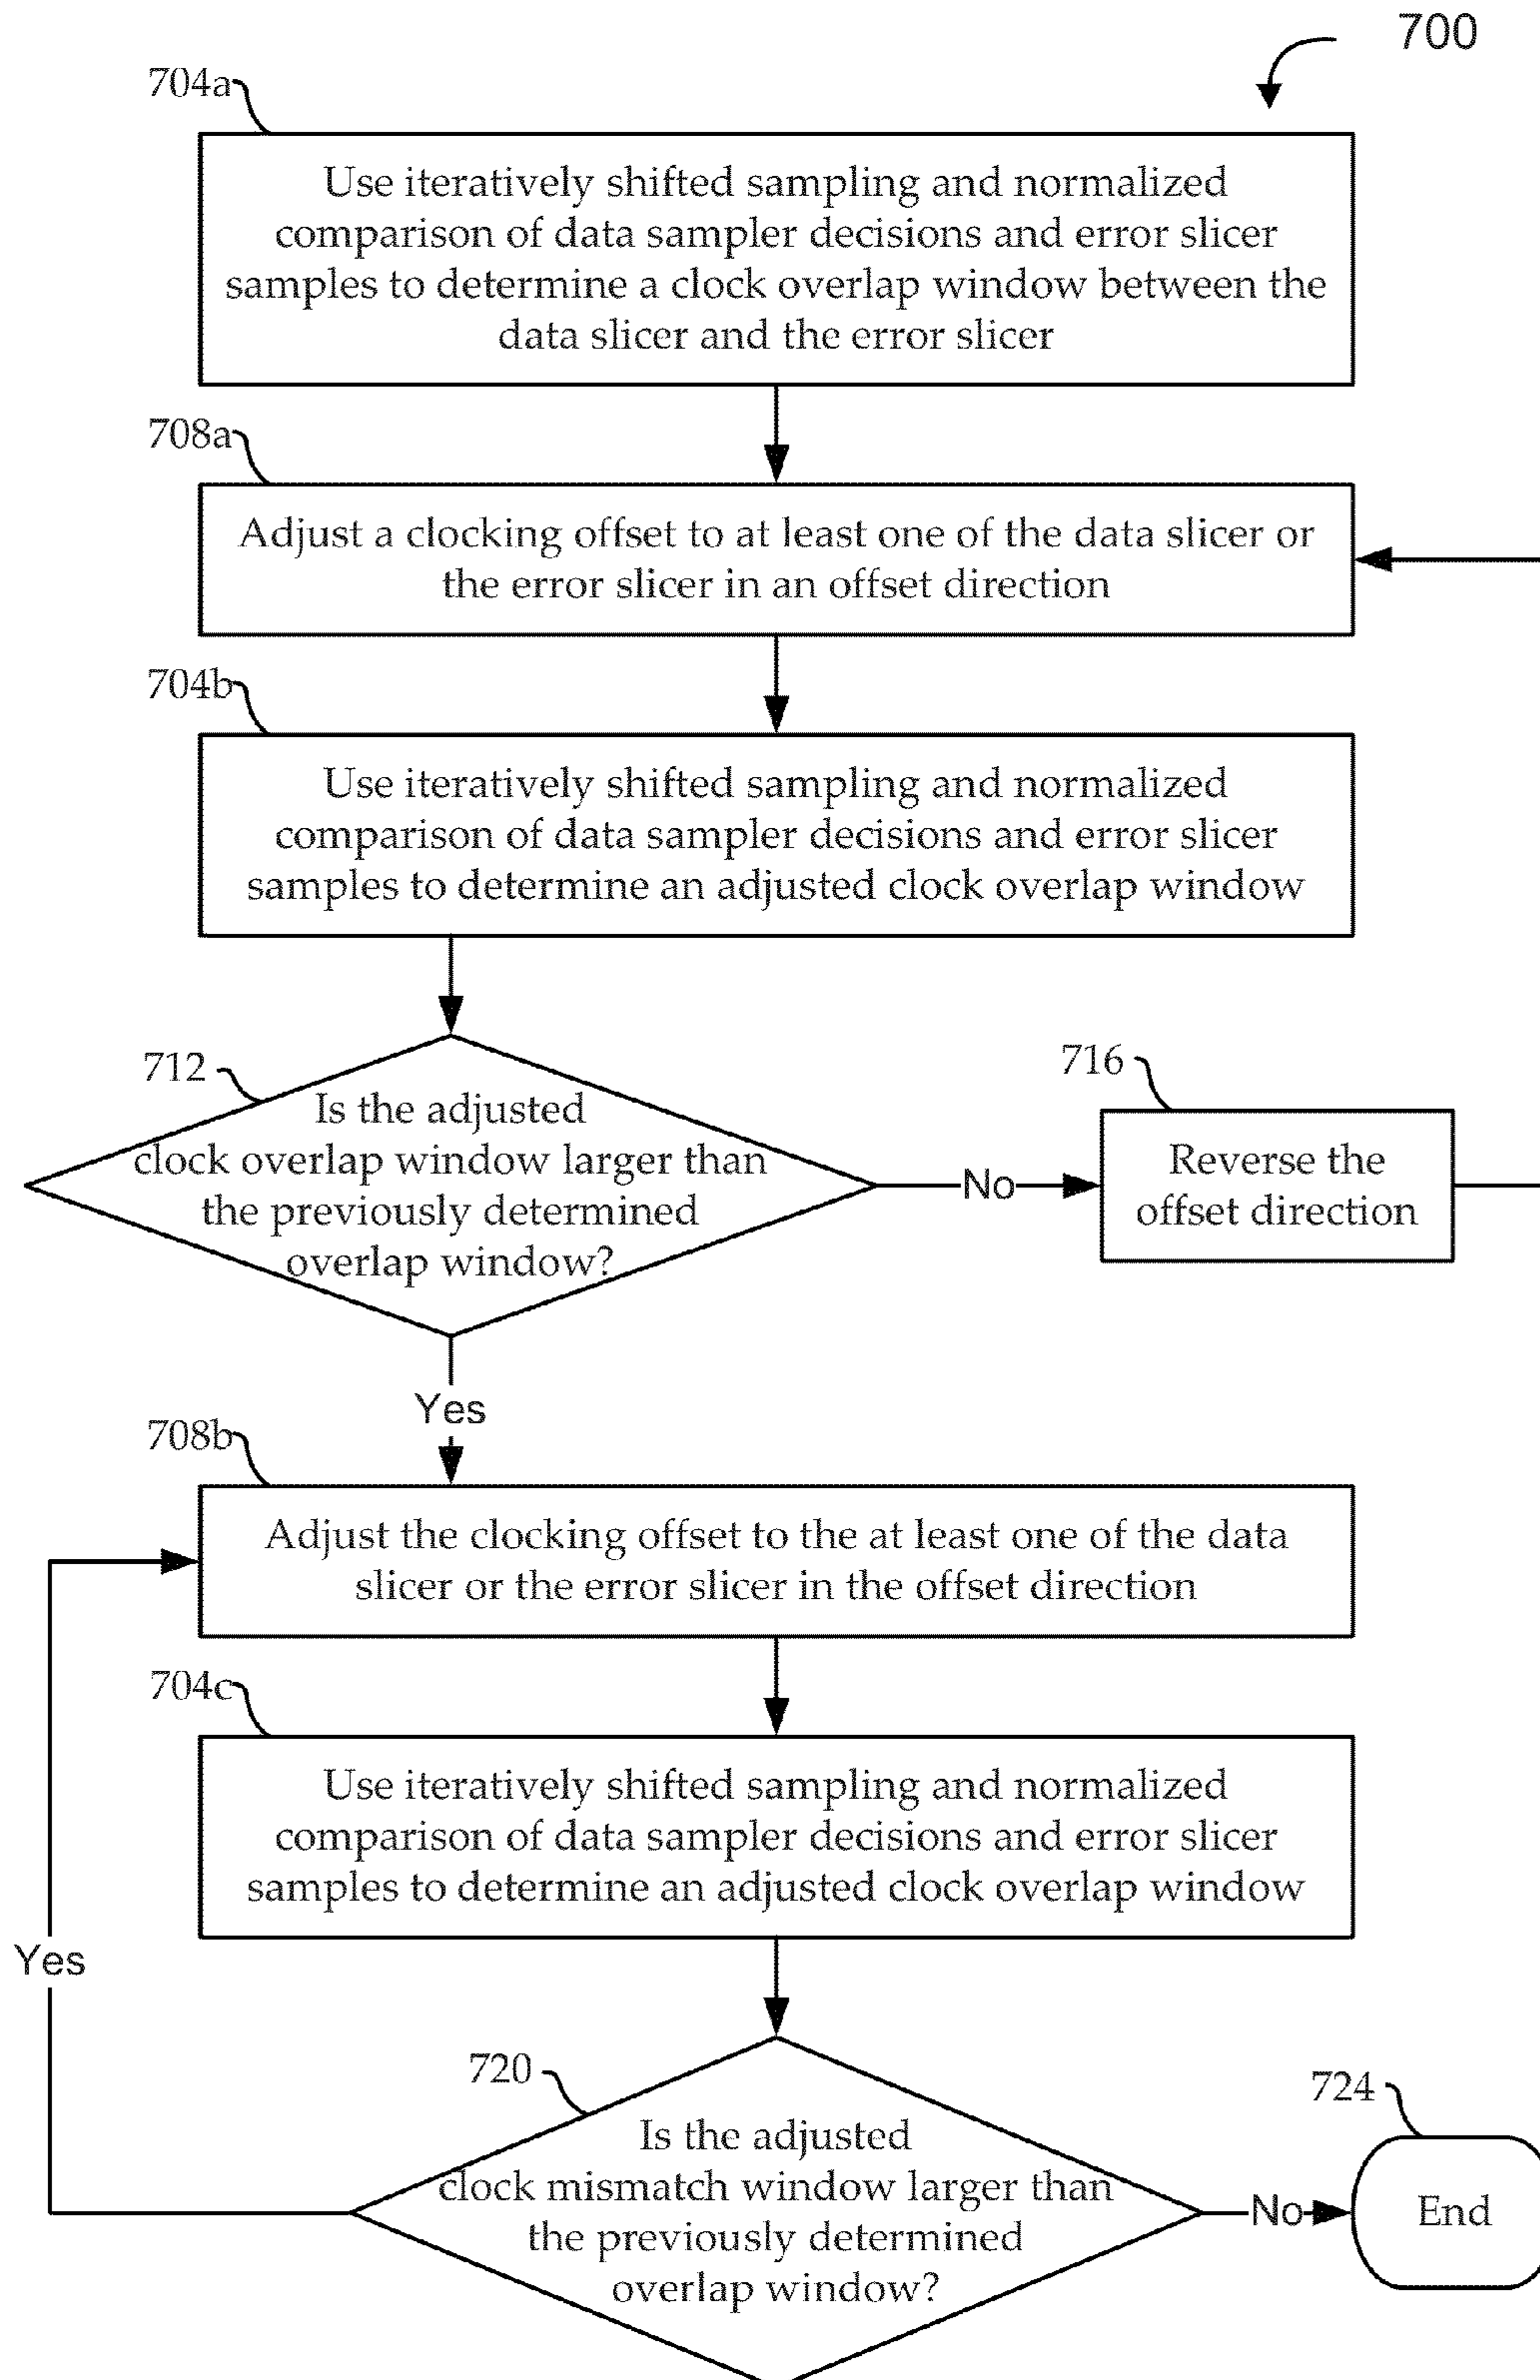 700
704a
Use iteratively shifted sampling and normalized
comparison of data sampler decisions and error slicer
samples to determine a clock overlap window between the
data slicer and the error slicer
708a
Adjust a clocking offset to at least one of the data slicer or
the error slicer in an offset direction
704b
Use iteratively shifted sampling and normalized
comparison of data sampler decisions and error slicer
samples to determine an adjusted clock overlap window
712
Is the adjusted
clock overlap window larger than
the previously determined
overlap window?
No
716
Reverse the
offset direction
Yes
708b
Adjust the clocking offset to the at least one of the data
slicer or the error slicer in the offset direction
704c
Use iteratively shifted sampling and normalized
comparison of data sampler decisions and error slicer
samples to determine an adjusted clock overlap window
Yes
720
Is the adjusted
clock mismatch window larger than
the previously determined
overlap window?
No
724
End